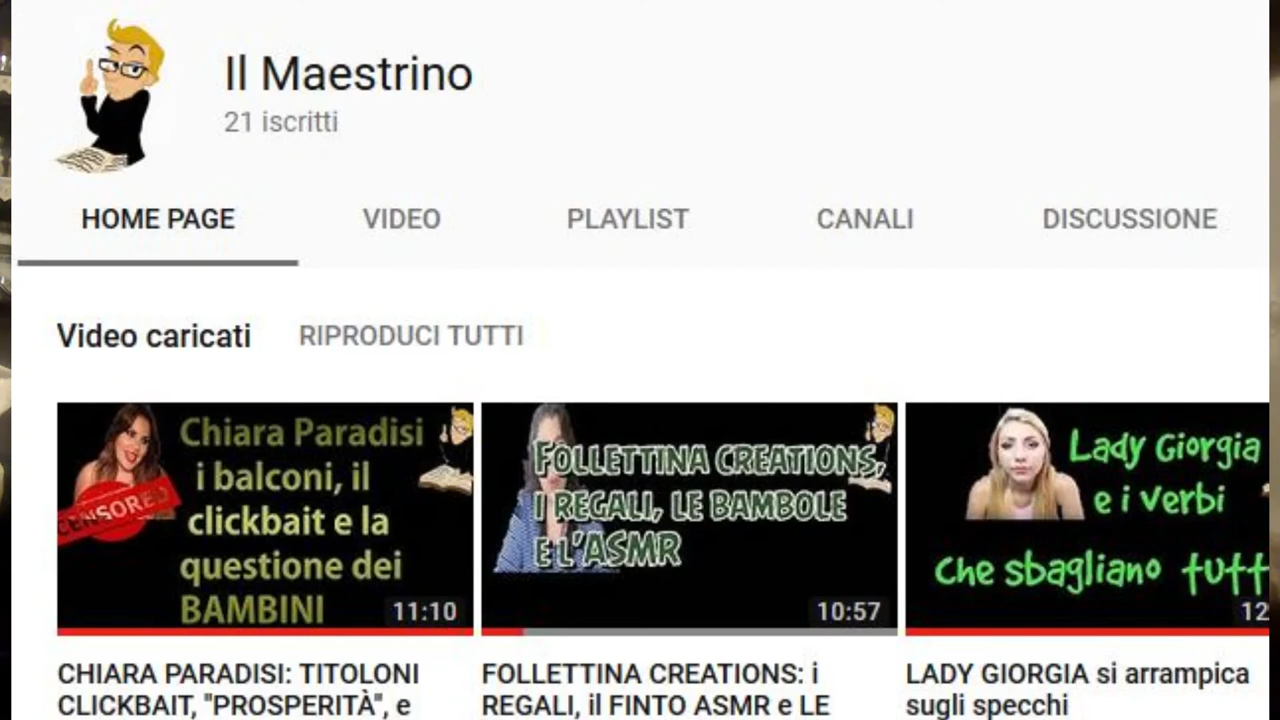 Il Maestrino
21 iscritti
HOME PAGE VIDEO PLAYLIST CANALI DISCUSSIONE
Video caricati RIPRODUCI TUTTI
Chiara Paradisi
i balconi, il
clickbait e la
questione dei
BAMBINI
CENSORED
11:10
FOLLETTINA CREATIONS,
I REGALI, LE BAMBOLE
E L'ASMR
10:57
Lady Giorgia
e i verbi
che sbagliano tutt
12
CHIARA PARADISI: TITOLONI
CLICKBAIT, "PROSPERITÀ", e
FOLLETTINA CREATIONS: i
REGALI, il FINTO ASMR e LE
LADY GIORGIA si arrampica
sugli specchi